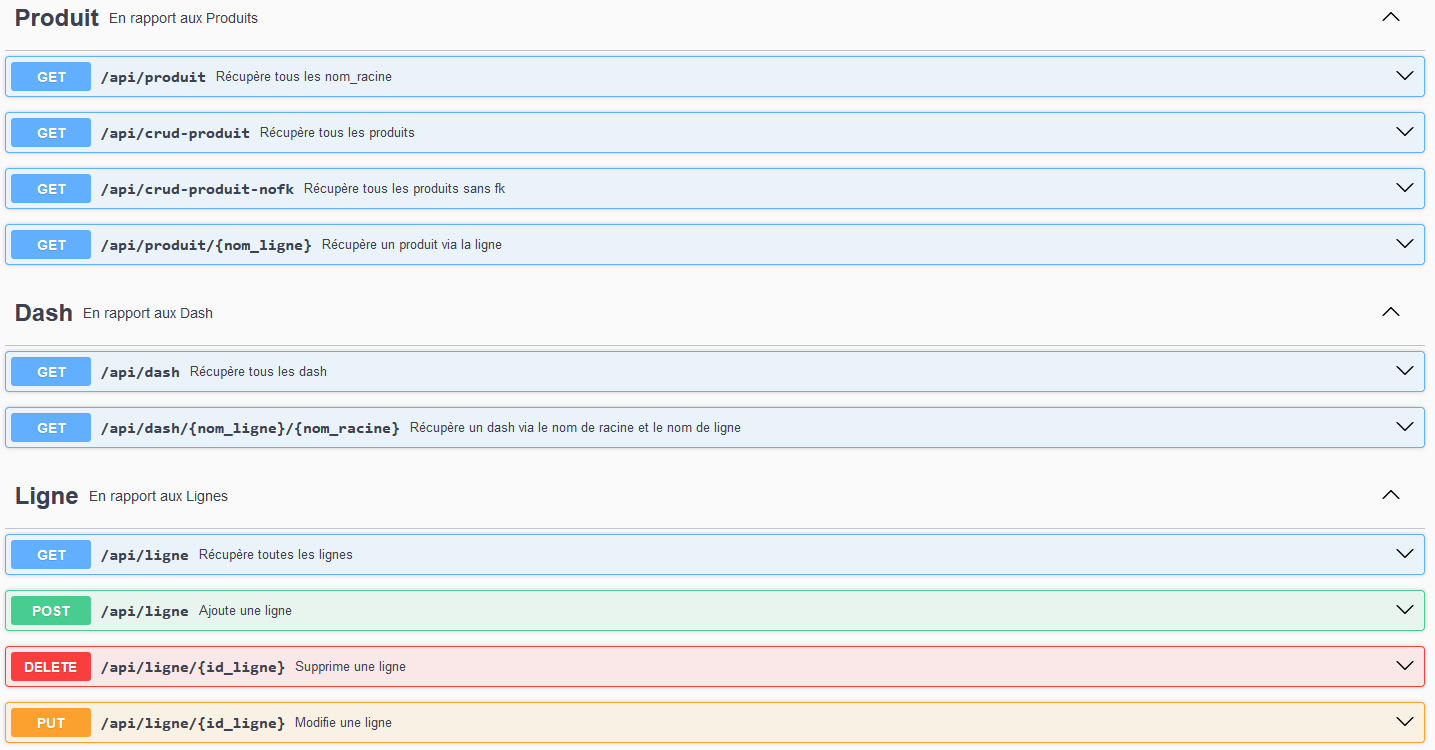 Produit En rapport aux Produits
GET /api/produit Récupère tous les nom_racine
GET /api/crud-produit Récupère tous les produits
GET /api/crud-produit-nofk Récupère tous les produits sans fk
GET /api/produit/{nom_ligne} Récupère un produit via la ligne
Dash En rapport aux Dash
GET /api/dash Récupère tous les dash
GET /api/dash/{nom_ligne}/{nom_racine} Récupère un dash via le nom de racine et le nom de ligne
Ligne En rapport aux Lignes
GET /api/ligne Récupère toutes les lignes
POST /api/ligne Ajoute une ligne
DELETE /api/ligne/{id_ligne} Supprime une ligne
PUT /api/ligne/{id_ligne} Modifie une ligne